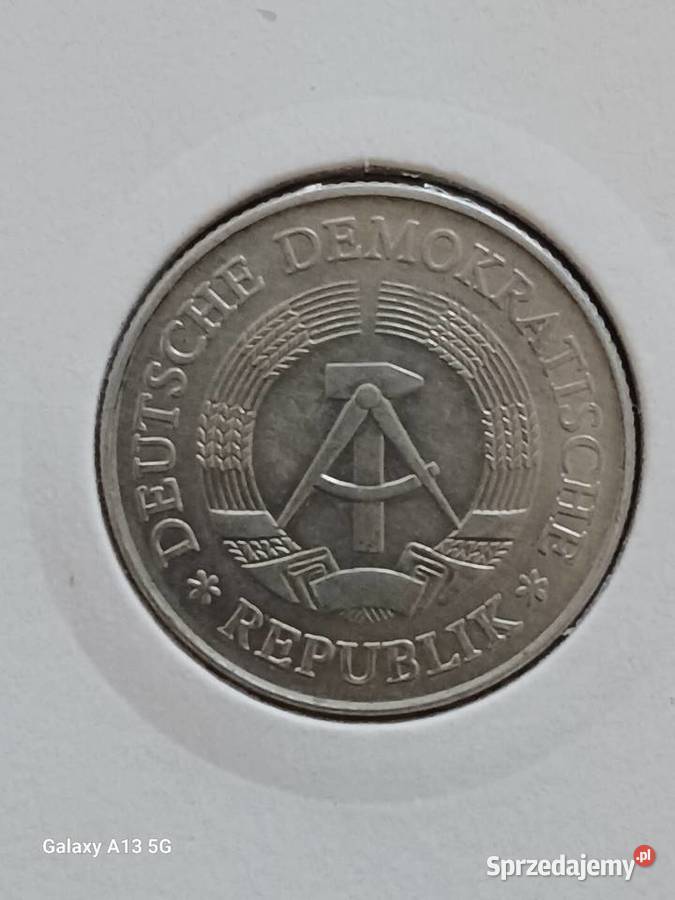 DEUTSCHE DEMOKRATISCHE
* REPUBLIK *
Galaxy A13 5G
Sprzedajemy.pl